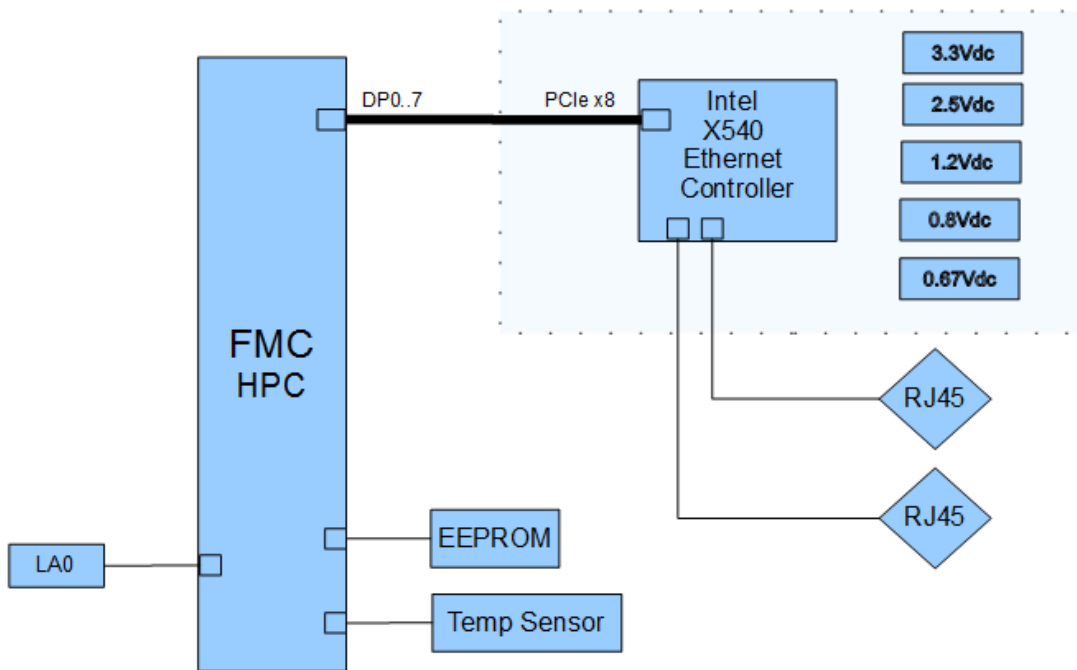 DP0..7
PCIe x8
Intel
X540
Ethernet
Controller
3.3Vdc
2.5Vdc
1.2Vdc
0.8Vdc
0.67Vdc
FMC
HPC
RJ45
RJ45
EEPROM
LA0
Temp Sensor